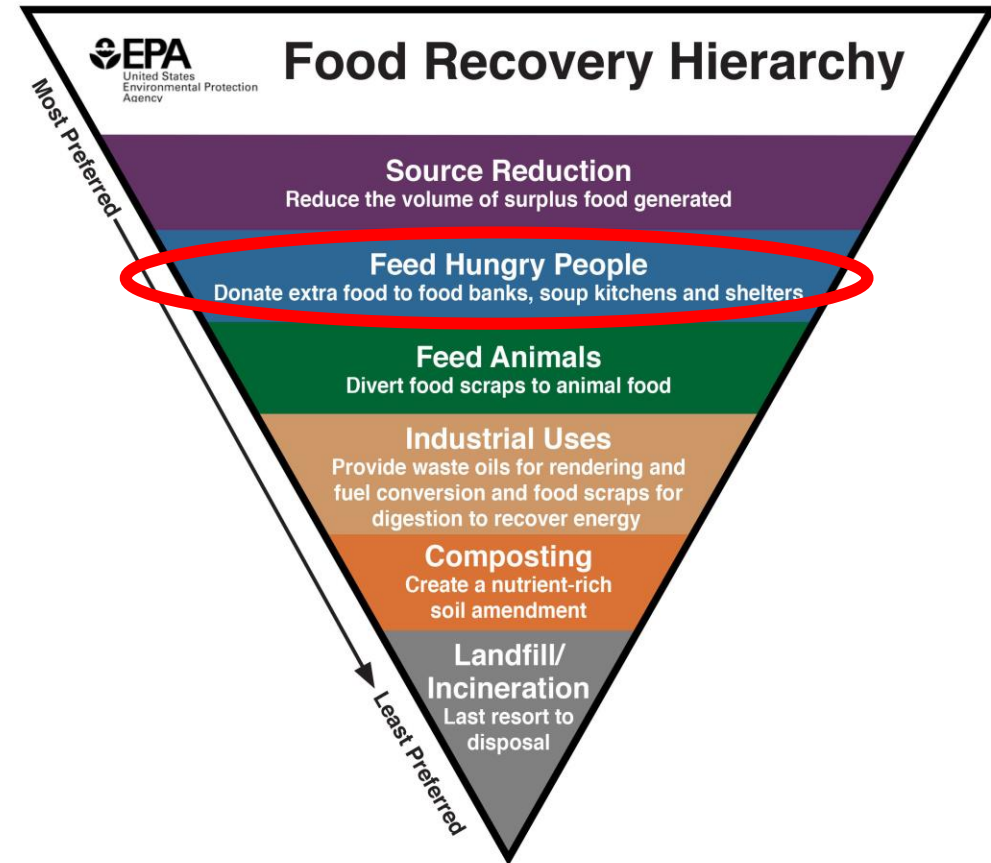 EPA
United States
Environmental Protection
Agency
Food Recovery Hierarchy
Most Preferred
Source Reduction
Reduce the volume of surplus food generated
Feed Hungry People
Donate extra food to food banks, soup kitchens and shelters
Feed Animals
Divert food scraps to animal food
Industrial Uses
Provide waste oils for rendering and
fuel conversion and food scraps for
digestion to recover energy
Composting
Create a nutrient-rich
soil amendment
Landfill/
Incineration
Last resort to
disposal
Least Preferred